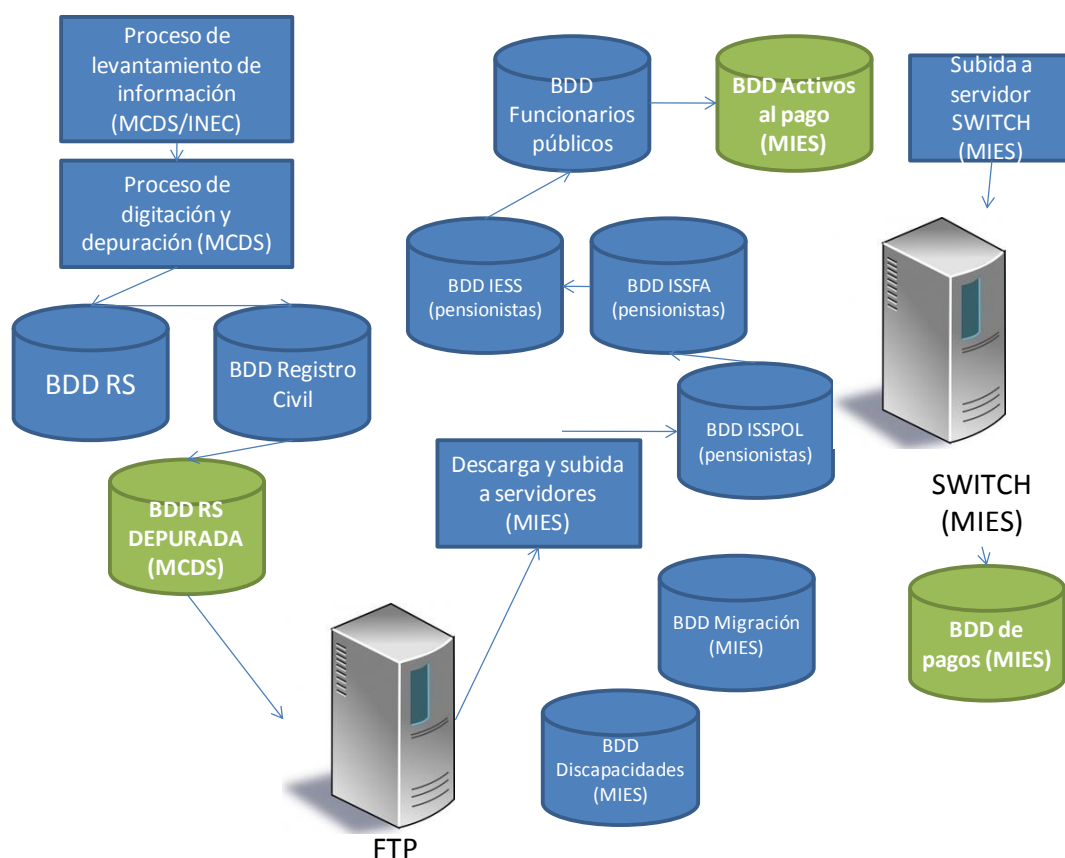 Proceso de
levantamiento de
información
(MCDS/INEC)
Proceso de
digitación y
depuración (MCDS)
BDD RS
BDD Registro
Civil
BDD RS
DEPURADA
(MCDS)
FTP
Descarga y subida
a servidores
(MIES)
BDD ISSPOL
(pensionistas)
BDD ISSFA
(pensionistas)
BDD IESS
(pensionistas)
BDD
Funcionarios
públicos
BDD Activos
al pago
(MIES)
BDD Migración
(MIES)
BDD
Discapacidades
(MIES)
Subida a
servidor
SWITCH
(MIES)
SWITCH
(MIES)
BDD de
pagos (MIES)